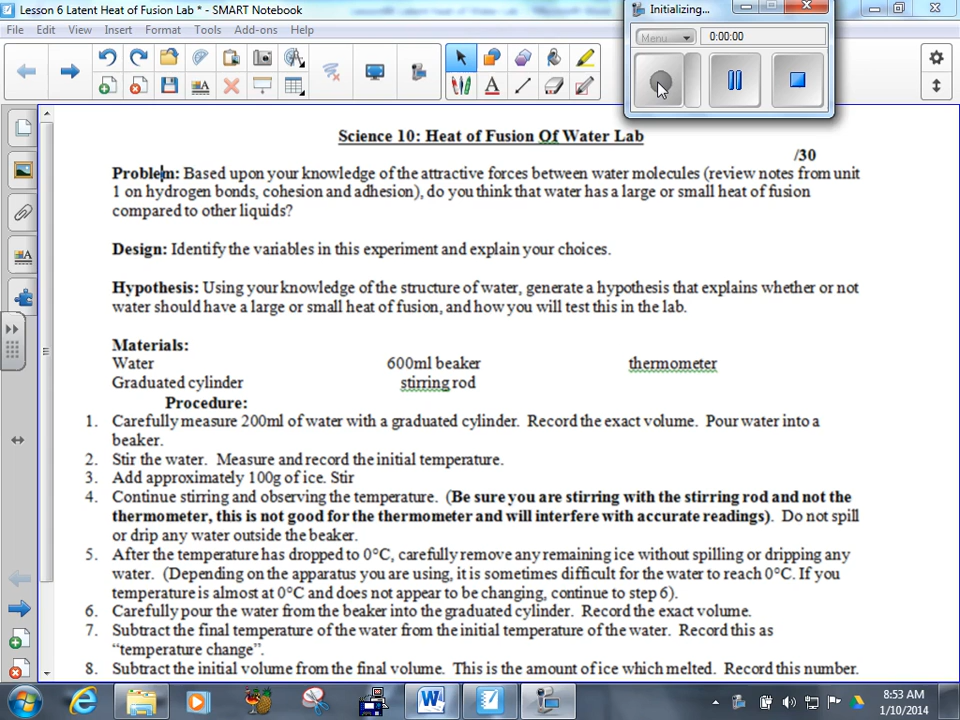 Lesson 6 Latent Heat of Fusion Lab * - SMART Notebook
Initializing...
File Edit View Insert Format Tools Add-ons Help
Menu
0:00:00
Science 10: Heat of Fusion Of Water Lab
/30
Problem: Based upon your knowledge of the attractive forces between water molecules (review notes from unit
1 on hydrogen bonds, cohesion and adhesion), do you think that water has a large or small heat of fusion
compared to other liquids?
Design: Identify the variables in this experiment and explain your choices.
Hypothesis: Using your knowledge of the structure of water, generate a hypothesis that explains whether or not
water should have a large or small heat of fusion, and how you will test this in the lab.
Materials:
Water 600ml beaker thermometer
Graduated cylinder stirring rod
Procedure:
1. Carefully measure 200ml of water with a graduated cylinder. Record the exact volume. Pour water into a
beaker.
2. Stir the water. Measure and record the initial temperature.
3. Add approximately 100g of ice. Stir
4. Continue stirring and observing the temperature. (Be sure you are stirring with the stirring rod and not the
thermometer, this is not good for the thermometer and will interfere with accurate readings). Do not spill
or drip any water outside the beaker.
5. After the temperature has dropped to 0°C, carefully remove any remaining ice without spilling or dripping any
water. (Depending on the apparatus you are using, it is sometimes difficult for the water to reach 0°C. If you
temperature is almost at 0°C and does not appear to be changing, continue to step 6).
6. Carefully pour the water from the beaker into the graduated cylinder. Record the exact volume.
7. Subtract the final temperature of the water from the initial temperature of the water. Record this as
“temperature change”.
8. Subtract the initial volume from the final volume. This is the amount of ice which melted. Record this number.
8:53 AM
1/10/2014